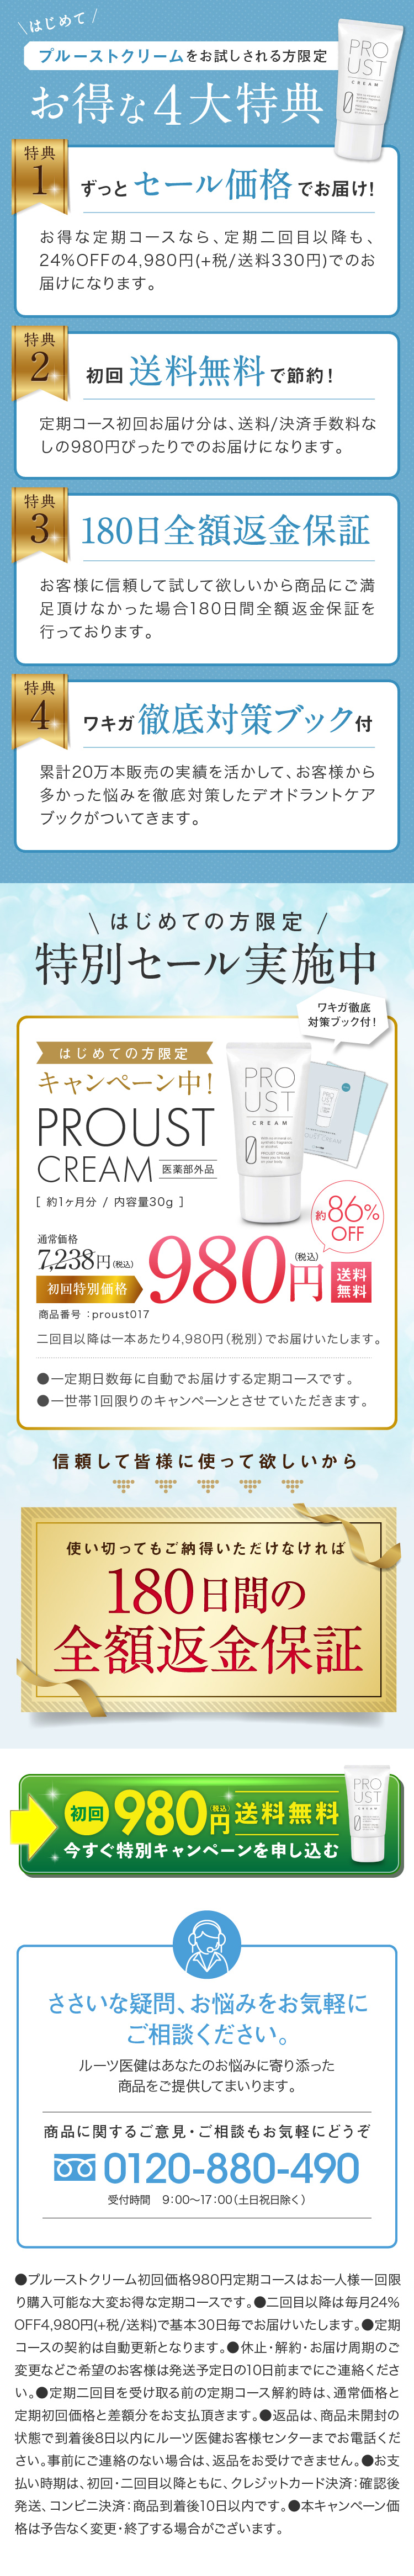 はじめて
プルーストクリームをお試しされる方限定
お得な4大特典
PRO
UST
CREAM
特典
1
ずっとセール価格でお届け!
お得な定期コースなら、定期二回目以降も、
24%OFFの4,980円(+税/送料330円)でのお
届けになります。
特典
2
初回送料無料で節約!
定期コース初回お届け分は、送料/決済手数料な
しの980円ぴったりでのお届けになります。
特典
3
180日全額返金保証
お客様に信頼して試して欲しいから商品にご満
足頂けなかった場合180日間全額返金保証を
行っております。
特典
4
ワキガ徹底対策ブック付
累計20万本販売の実績を活かして、お客様から
多かった悩みを徹底対策したデオドラントケア
ブックがついてきます。
はじめての方限定
特別セール実施中
ワキガ徹底
対策ブック付!
はじめての方限定
キャンペーン中!
PROUST
CREAM 医薬部外品
[ 約1ヶ月分 / 内容量30g ]
PRO
UST
CREAM
約86%
OFF
通常価格
7,238円(税込)
初回特別価格
980円(税込)
送料
無料
商品番号 :proust017
二回目以降は一本あたり4,980円(税別)でお届けいたします。
●一定期日数毎に自動でお届けする定期コースです。
●一世帯1回限りのキャンペーンとさせていただきます。
信頼して皆様に使って欲しいから
使い切ってもご納得いただけなければ
180日間の
全額返金保証
初回980円(税込)送料無料
今すぐ特別キャンペーンを申し込む
PRO
UST
CREAM
ささいな疑問、お悩みをお気軽に
ご相談ください。
ルーツ医健はあなたのお悩みに寄り添った
商品をご提供してまいります。
商品に関するご意見・ご相談もお気軽にどうぞ
0120-880-490
受付時間 9:00〜17:00(土日祝日除く)
●プルーストクリーム初回価格980円定期コースはお一人様一回限
り購入可能な大変お得な定期コースです。●二回目以降は毎月24%
OFF4,980円(+税/送料)で基本30日毎でお届けいたします。●定期
コースの契約は自動更新となります。●休止・解約・お届け周期のご
変更などご希望のお客様は発送予定日の10日前までにご連絡くださ
い。●定期二回目を受け取る前の定期コース解約時は、通常価格と
定期初回価格と差額分をお支払頂きます。●返品は、商品未開封の
状態で到着後8日以内にルーツ医健お客様センターまでお電話くだ
さい。事前にご連絡のない場合は、返品をお受けできません。●お支
払い時期は、初回・二回目以降ともに、クレジットカード決済:確認後
発送、コンビニ決済:商品到着後10日以内です。●本キャンペーン価
格は予告なく変更・終了する場合がございます。